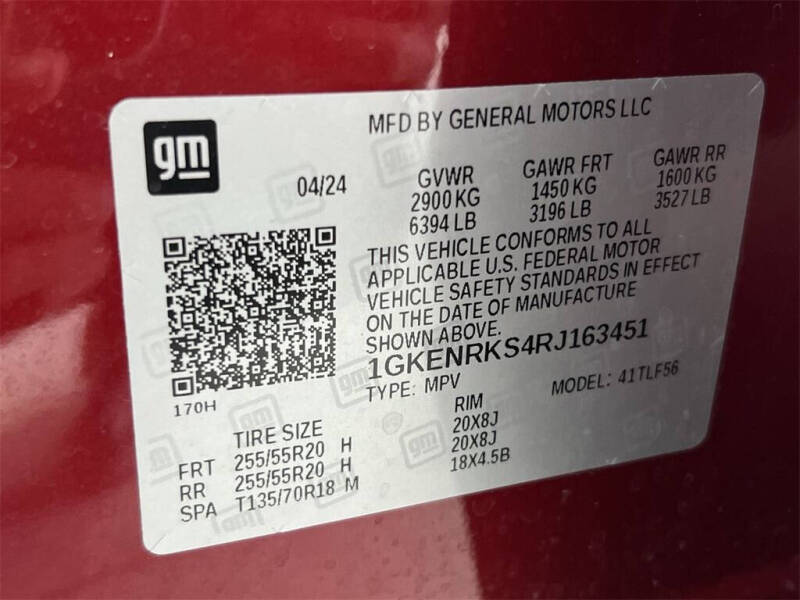 gm
MFD BY GENERAL MOTORS LLC
04/24
GVWR GAWR FRT GAWR RR
2900 KG 1450 KG 1600 KG
6394 LB 3196 LB 3527 LB
THIS VEHICLE CONFORMS TO ALL
APPLICABLE U.S. FEDERAL MOTOR
VEHICLE SAFETY STANDARDS IN EFFECT
ON THE DATE OF MANUFACTURE
SHOWN ABOVE.
1GKENRKS4RJ163451
TYPE: MPV MODEL: 41TLF56
170H
TIRE SIZE RIM
FRT 255/55R20 H 20X8J
RR 255/55R20 H 20X8J
SPA T135/70R18 M 18X4.5B